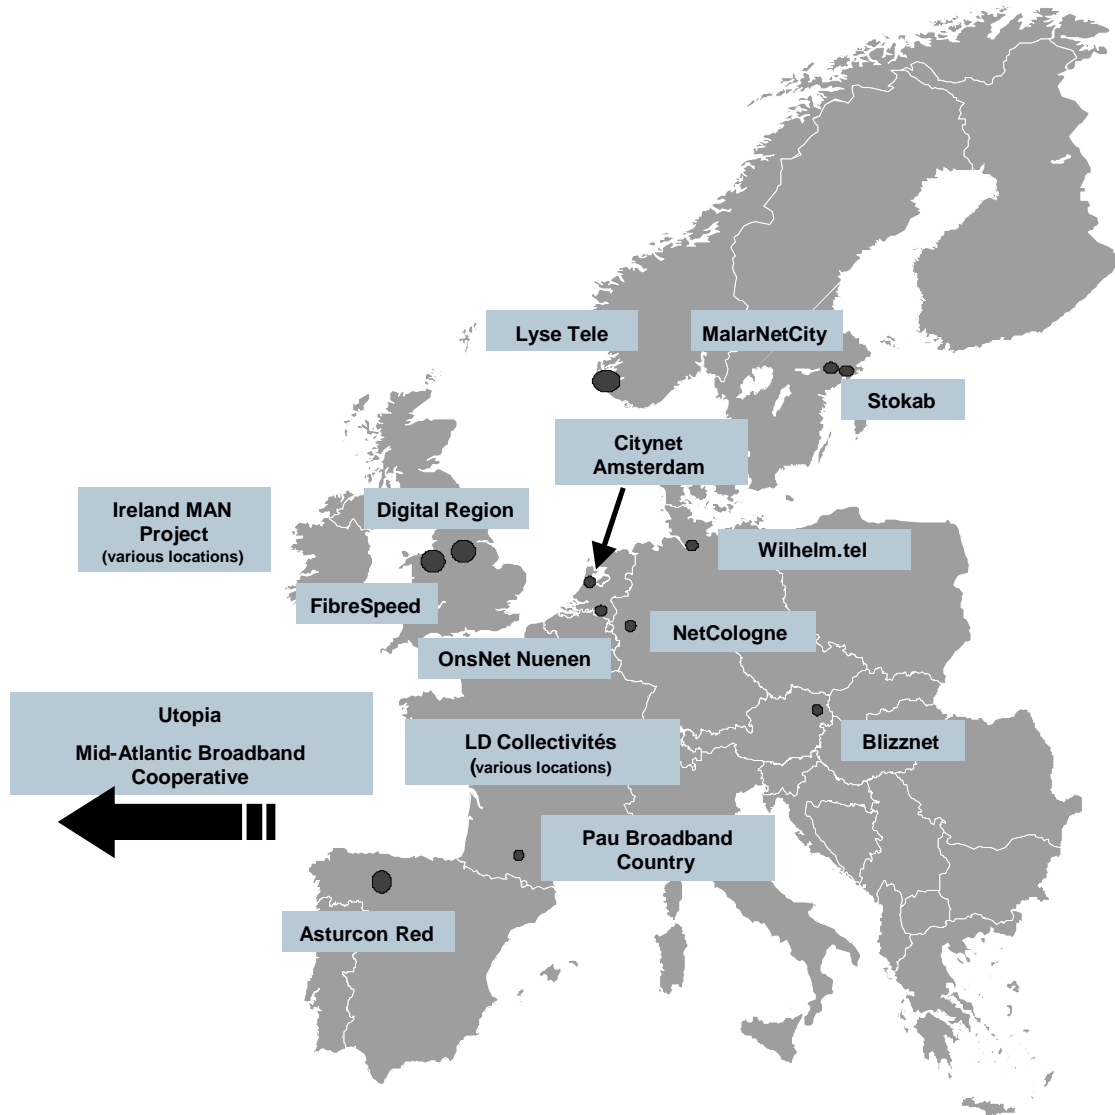 Lyse Tele
MalarNetCity
Stokab
Citynet
Amsterdam
Ireland MAN
Project
(various locations)
Digital Region
Wilhelm.tel
FibreSpeed
NetCologne
OnsNet Nuenen
Utopia
Mid-Atlantic Broadband
Cooperative
LD Collectivités
(various locations)
Blizznet
Pau Broadband
Country
Asturcon Red